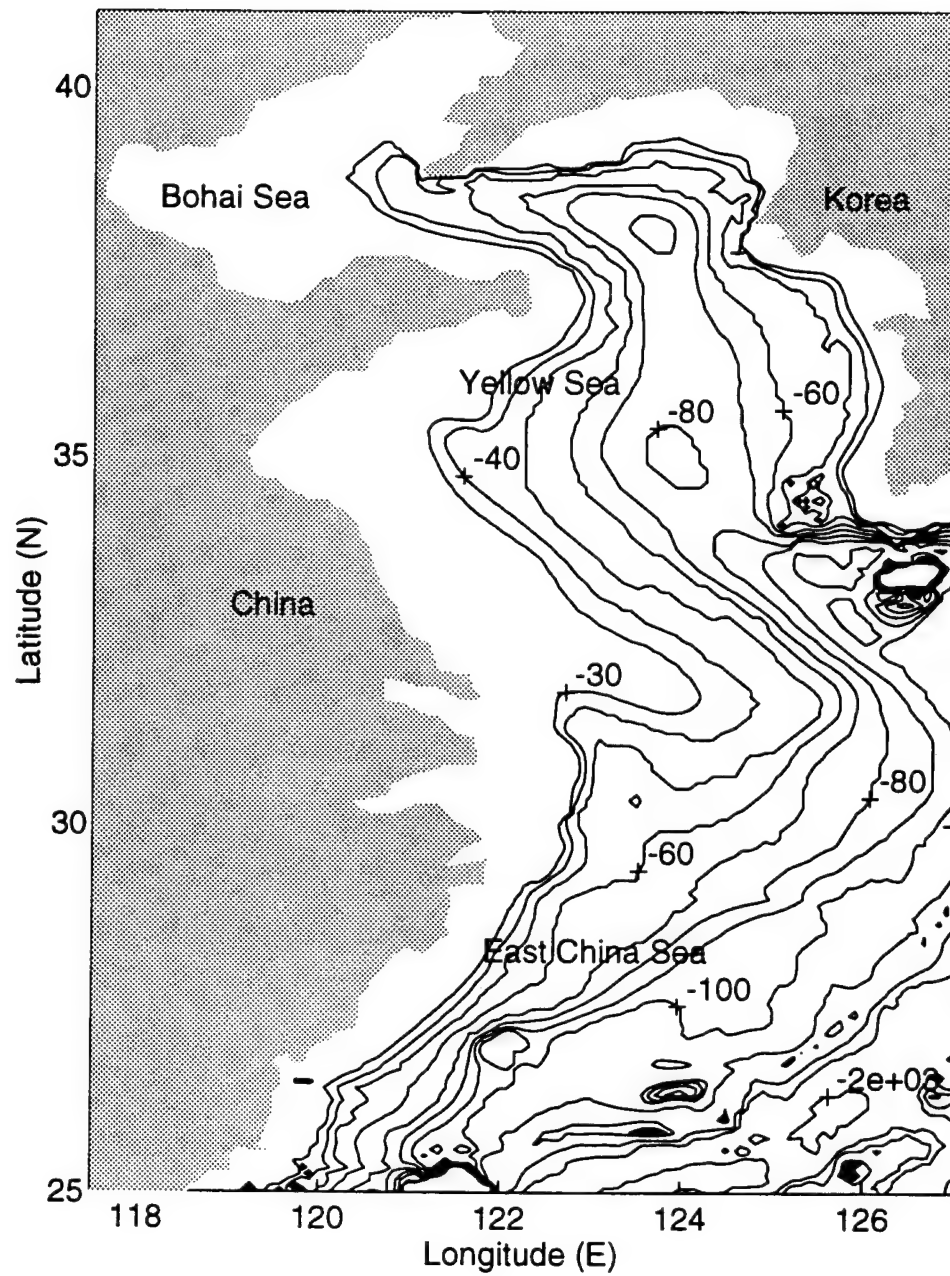 40
Bohai Sea
Korea
Yellow Sea
-80
-60
35
-40
Latitude (N)
China
-30
-80
30
-60
East China Sea
-100
-2e+03
25
118
120
122
124
126
Longitude (E)